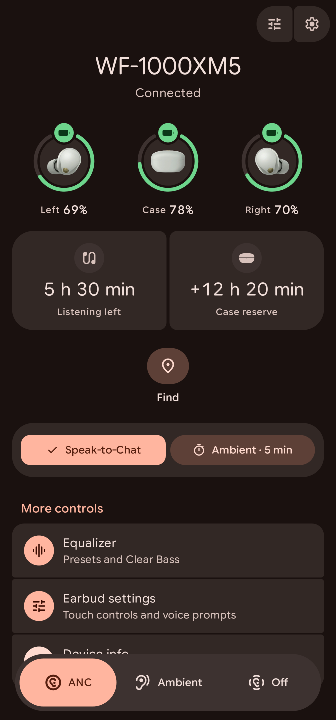 WF-1000XM5
Connected
Left 69%
Case 78%
Right 70%
5 h 30 min
Listening left
+12 h 20 min
Case reserve
Find
Speak-to-Chat
Ambient · 5 min
More controls
Equalizer
Presets and Clear Bass
Earbud settings
Touch controls and voice prompts
Device info
ANC
Ambient
Off